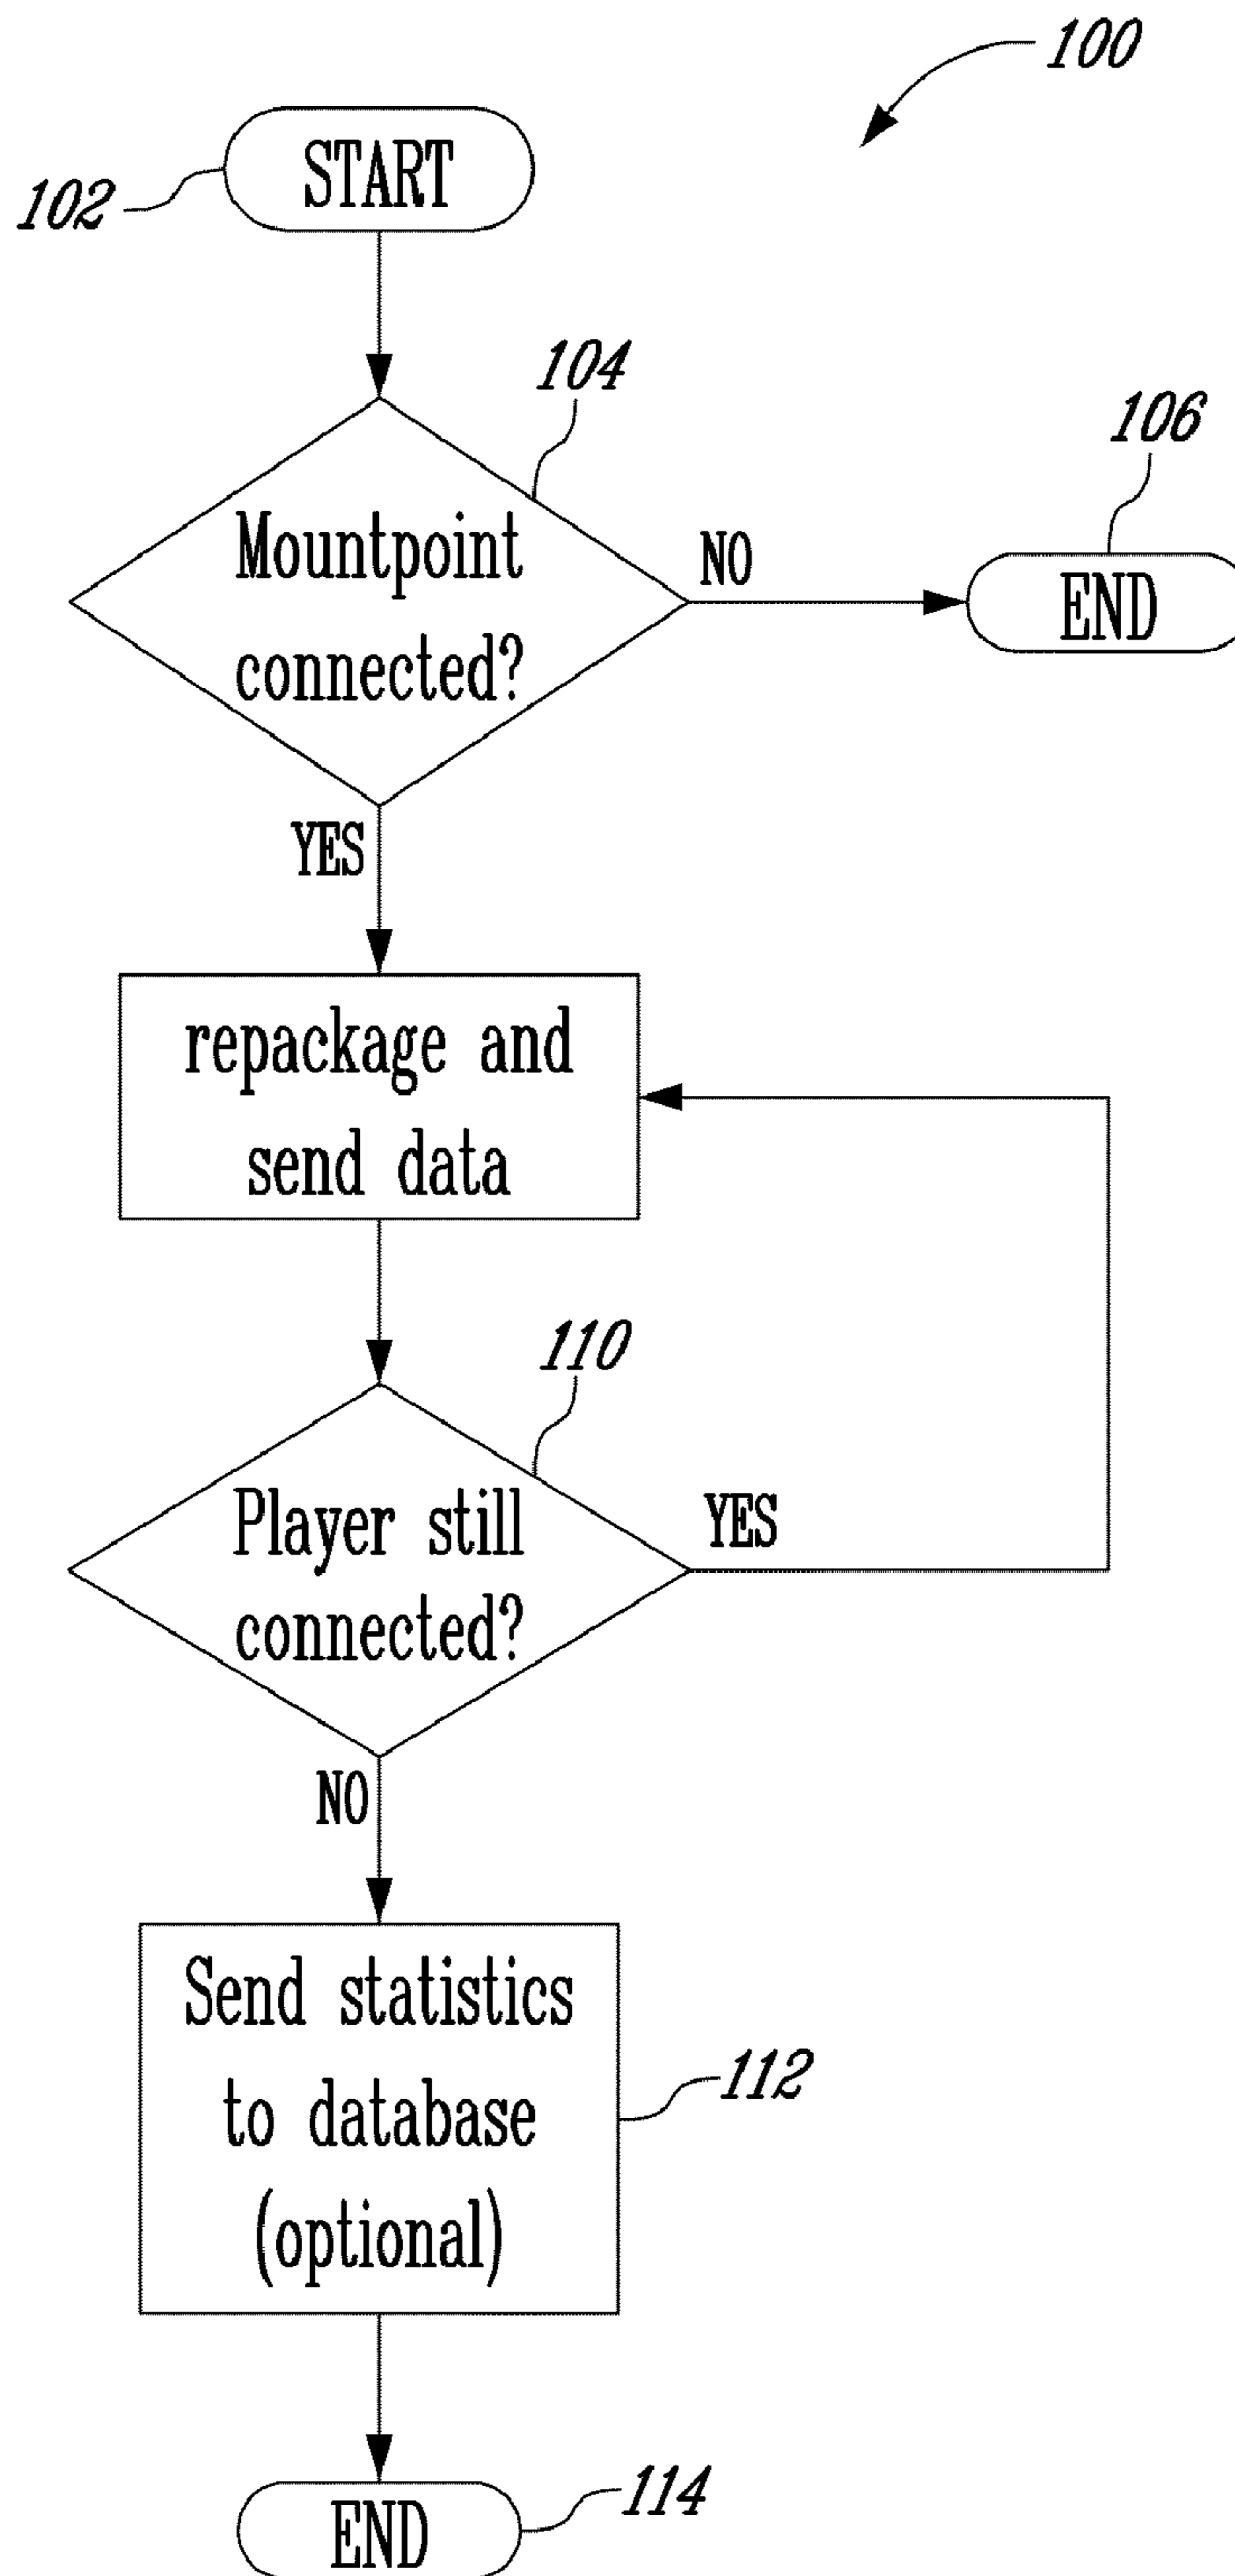 100
START
102
104
Mountpoint
connected?
NO
106
END
YES
repackage and
send data
110
Player still
connected?
YES
NO
Send statistics
to database
(optional)
112
END
114